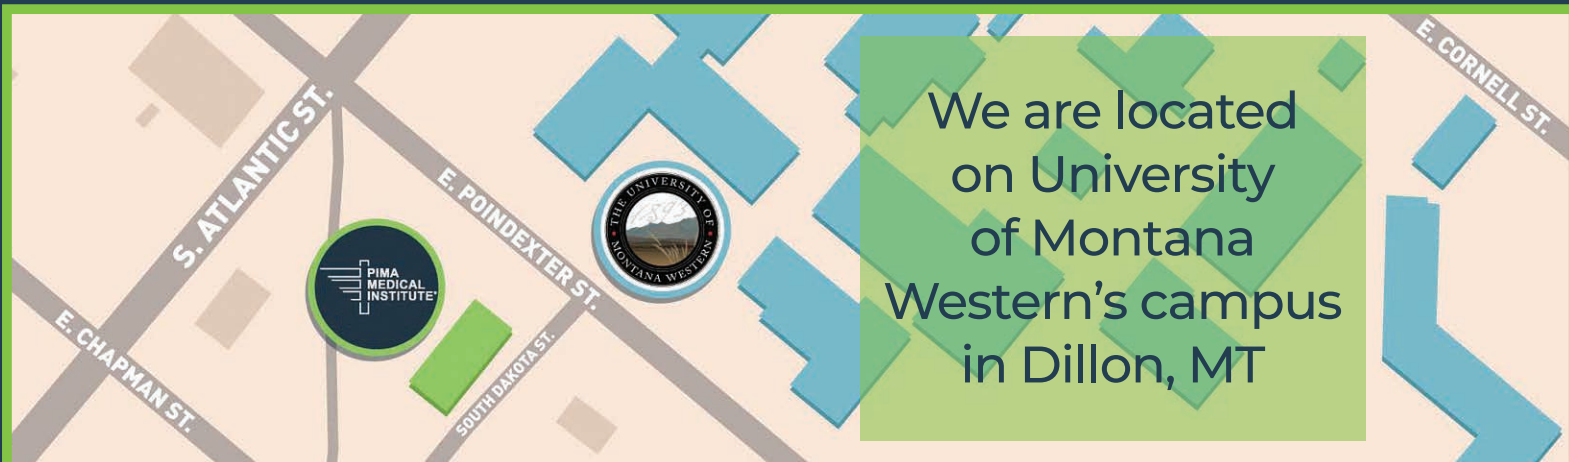 E. CORNELL ST.
S. ATLANTIC ST.
E. POINDEXTER ST.
THE UNIVERSITY OF
MONTANA WESTERN
1893
PIMA
MEDICAL
INSTITUTE®
E. CHAPMAN ST.
SOUTH DAKOTA ST.
We are located
on University
of Montana
Western’s campus
in Dillon, MT